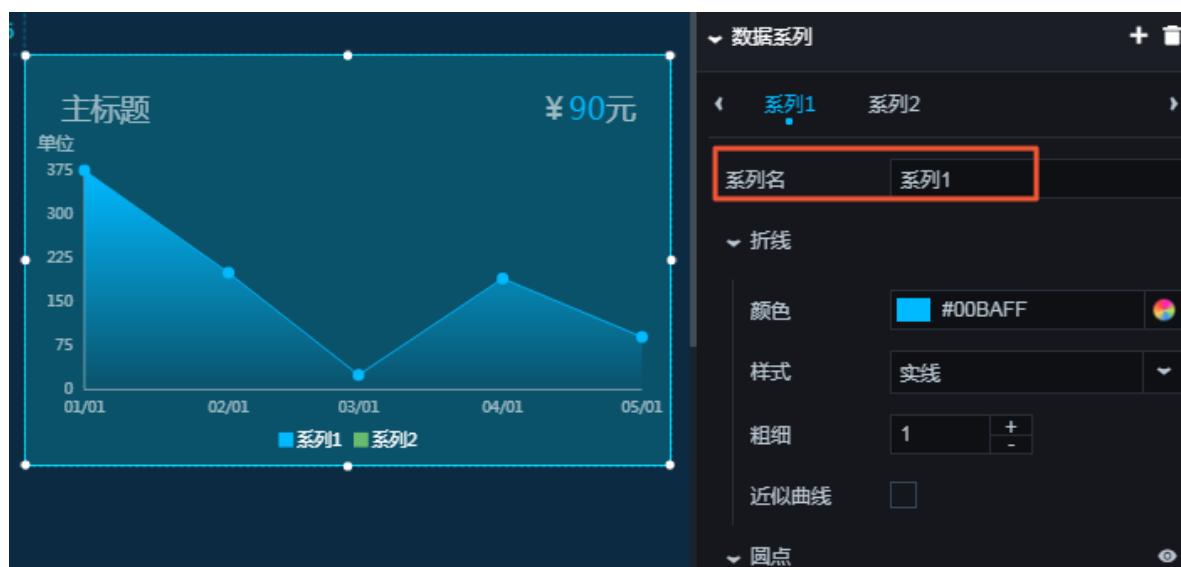 主标题
¥90元
单位
375
300
225
150
75
0
01/01 02/01 03/01 04/01 05/01
系列1 系列2
数据系列
系列1 系列2
系列名 系列1
折线
颜色 #00BAFF
样式 实线
粗细 1 + -
近似曲线
圆点